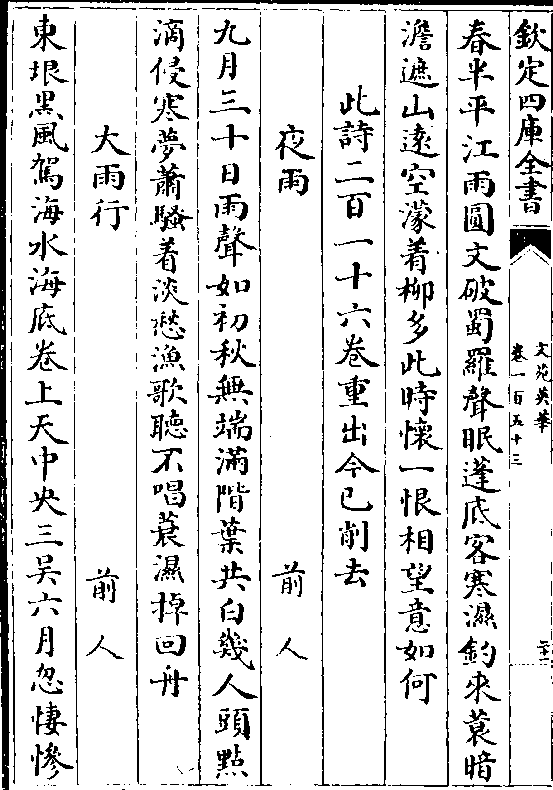 欽定四庫全書
文苑英華
卷一百五十三
二十二
春半平江雨圓文破蜀羅聲眠蓬底客寒濕釣來蓑暗
澹遮山遠空濛着柳多此時懷一恨相望意如何
此詩二百一十六卷重出今已削去
夜雨 前人
九月三十日雨聲如初秋無端滿階葉共白幾人頭點
滴侵寒夢蕭騷着淡愁漁歌聽不唱蓑濕棹回舟
大雨行 前人
東垠黒風駕海水海底卷上天中央三吴六月忽悽慘